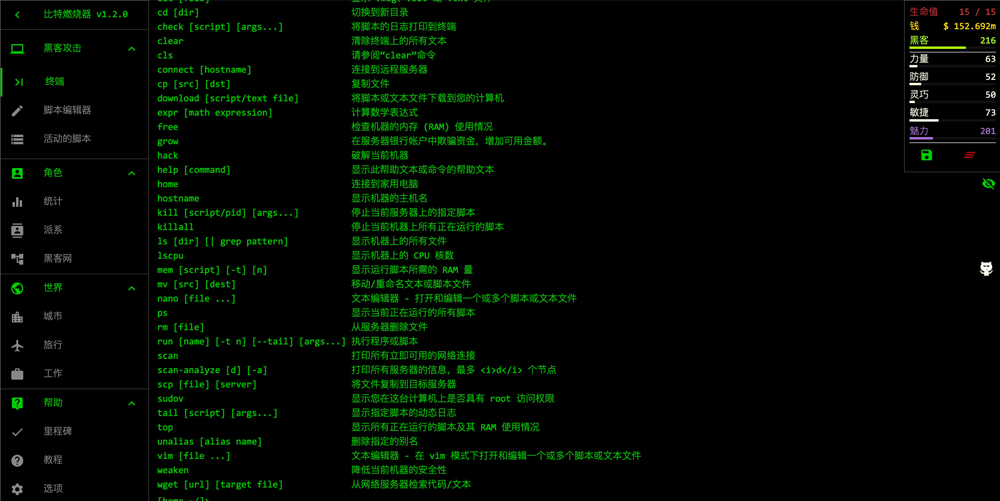 比特燃烧器 v1.2.0
黑客攻击
终端
脚本编辑器
活动的脚本
角色
统计
派系
黑客网
世界
城市
旅行
工作
帮助
里程碑
教程
选项
cd [dir] 切换到新目录
check [script] [args...] 将脚本的日志打印到终端
clear 清除终端上的所有文本
cls 请参阅“clear”命令
connect [hostname] 连接到远程服务器
cp [src] [dst] 复制文件
download [script/text file] 将脚本或文本文件下载到您的计算机
expr [math expression] 计算数学表达式
free 检查机器的内存 (RAM) 使用情况
grow 在服务器银行帐户中欺骗资金，增加可用金额。
hack 破解当前机器
help [command] 显示此帮助文本或命令的帮助文本
home 连接到家用电脑
hostname 显示机器的主机名
kill [script/pid] [args...] 停止当前服务器上的指定脚本
killall 停止当前机器上所有正在运行的脚本
ls [dir] [| grep pattern] 显示机器上的所有文件
lscpu 显示机器上的 CPU 核数
mem [script] [-t] [n] 显示运行脚本所需的 RAM 量
mv [src] [dest] 移动/重命名文本或脚本文件
nano [file ...] 文本编辑器 - 打开和编辑一个或多个脚本或文本文件
ps 显示当前正在运行的所有脚本
rm [file] 从服务器删除文件
run [name] [-t n] [--tail] [args...] 执行程序或脚本
scan 打印所有立即可用的网络连接
scan-analyze [d] [-a] 打印所有服务器的信息，最多 <i>d</i> 个节点
scp [file] [server] 将文件复制到目标服务器
sudov 显示您在这台计算机上是否具有 root 访问权限
tail [script] [args...] 显示指定脚本的动态日志
top 显示所有正在运行的脚本及其 RAM 使用情况
unalias [alias name] 删除指定的别名
vim [file ...] 文本编辑器 - 在 vim 模式下打开和编辑一个或多个脚本或文本文件
weaken 降低当前机器的安全性
wget [url] [target file] 从网络服务器检索代码/文本
[home ~/]>
生命值 15 / 15
钱 $ 152.692m
黑客 216
力量 63
防御 52
灵巧 50
敏捷 73
魅力 201